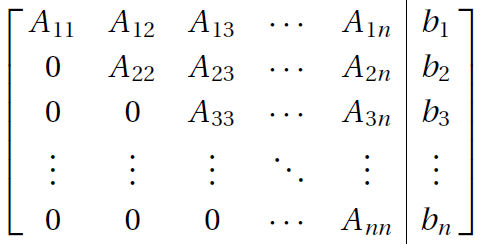 A₁₁ A₁₂ A₁₃ ⋯ A₁ₙ b₁
0 A₂₂ A₂₃ ⋯ A₂ₙ b₂
0 0 A₃₃ ⋯ A₃ₙ b₃
⋮ ⋮ ⋮ ⋱ ⋮ ⋮
0 0 0 ⋯ Aₙₙ bₙ